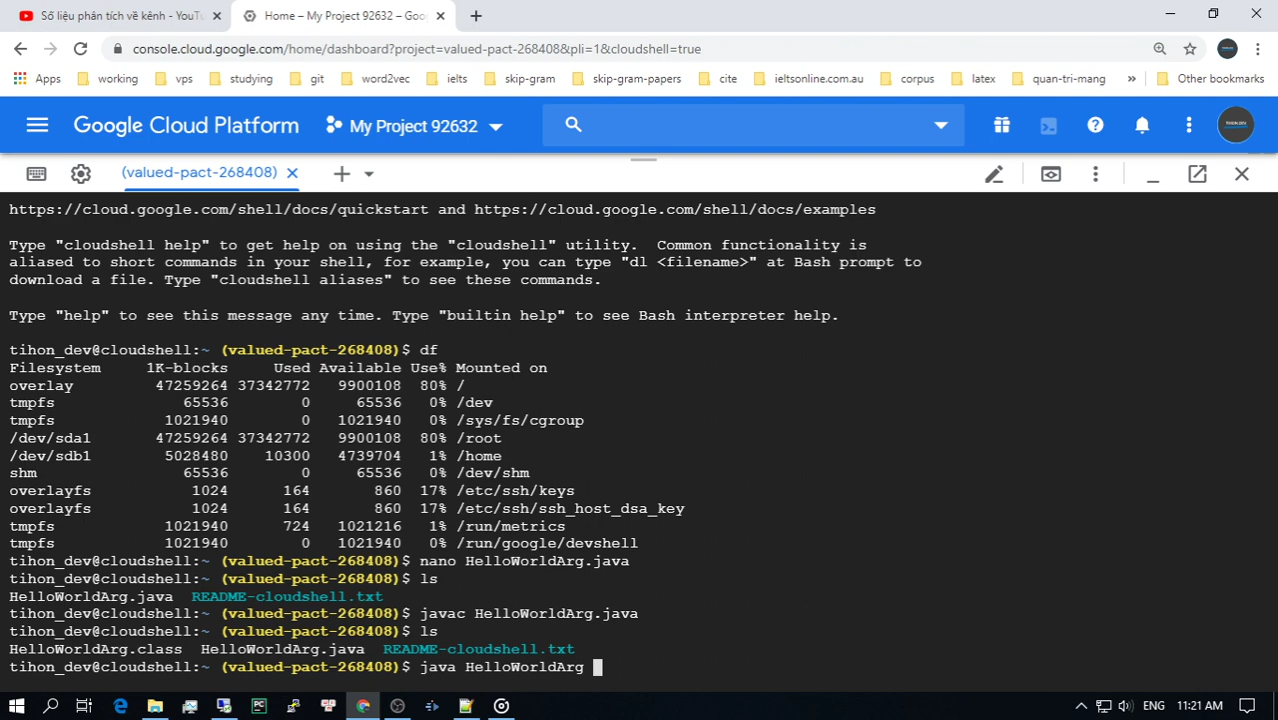 Số liệu phân tích về kênh - YouTu
Home – My Project 92632 – Goo
console.cloud.google.com/home/dashboard?project=valued-pact-268408&pli=1&cloudshell=true
Apps working vps studying git word2vec ielts skip-gram skip-gram-papers cite ieltsonline.com.au corpus latex quan-tri-mang » Other bookmarks
Google Cloud Platform My Project 92632
(valued-pact-268408)
https://cloud.google.com/shell/docs/quickstart and https://cloud.google.com/shell/docs/examples
Type "cloudshell help" to get help on using the "cloudshell" utility.  Common functionality is
aliased to short commands in your shell, for example, you can type "dl <filename>" at Bash prompt to
download a file. Type "cloudshell aliases" to see these commands.
Type "help" to see this message any time. Type "builtin help" to see Bash interpreter help.
tihon_dev@cloudshell:~ (valued-pact-268408)$ df
Filesystem     1K-blocks     Used Available Use% Mounted on
overlay         47259264 37342772   9900108  80% /
tmpfs              65536        0     65536   0% /dev
tmpfs            1021940        0   1021940   0% /sys/fs/cgroup
/dev/sda1       47259264 37342772   9900108  80% /root
/dev/sdb1        5028480    10300   4739704   1% /home
shm                65536        0     65536   0% /dev/shm
overlayfs           1024      164       860  17% /etc/ssh/keys
overlayfs           1024      164       860  17% /etc/ssh/ssh_host_dsa_key
tmpfs            1021940      724   1021216   1% /run/metrics
tmpfs            1021940        0   1021940   0% /run/google/devshell
tihon_dev@cloudshell:~ (valued-pact-268408)$ nano HelloWorldArg.java
tihon_dev@cloudshell:~ (valued-pact-268408)$ ls
HelloWorldArg.java  README-cloudshell.txt
tihon_dev@cloudshell:~ (valued-pact-268408)$ javac HelloWorldArg.java
tihon_dev@cloudshell:~ (valued-pact-268408)$ ls
HelloWorldArg.class  HelloWorldArg.java  README-cloudshell.txt
tihon_dev@cloudshell:~ (valued-pact-268408)$ java HelloWorldArg
ENG 11:21 AM